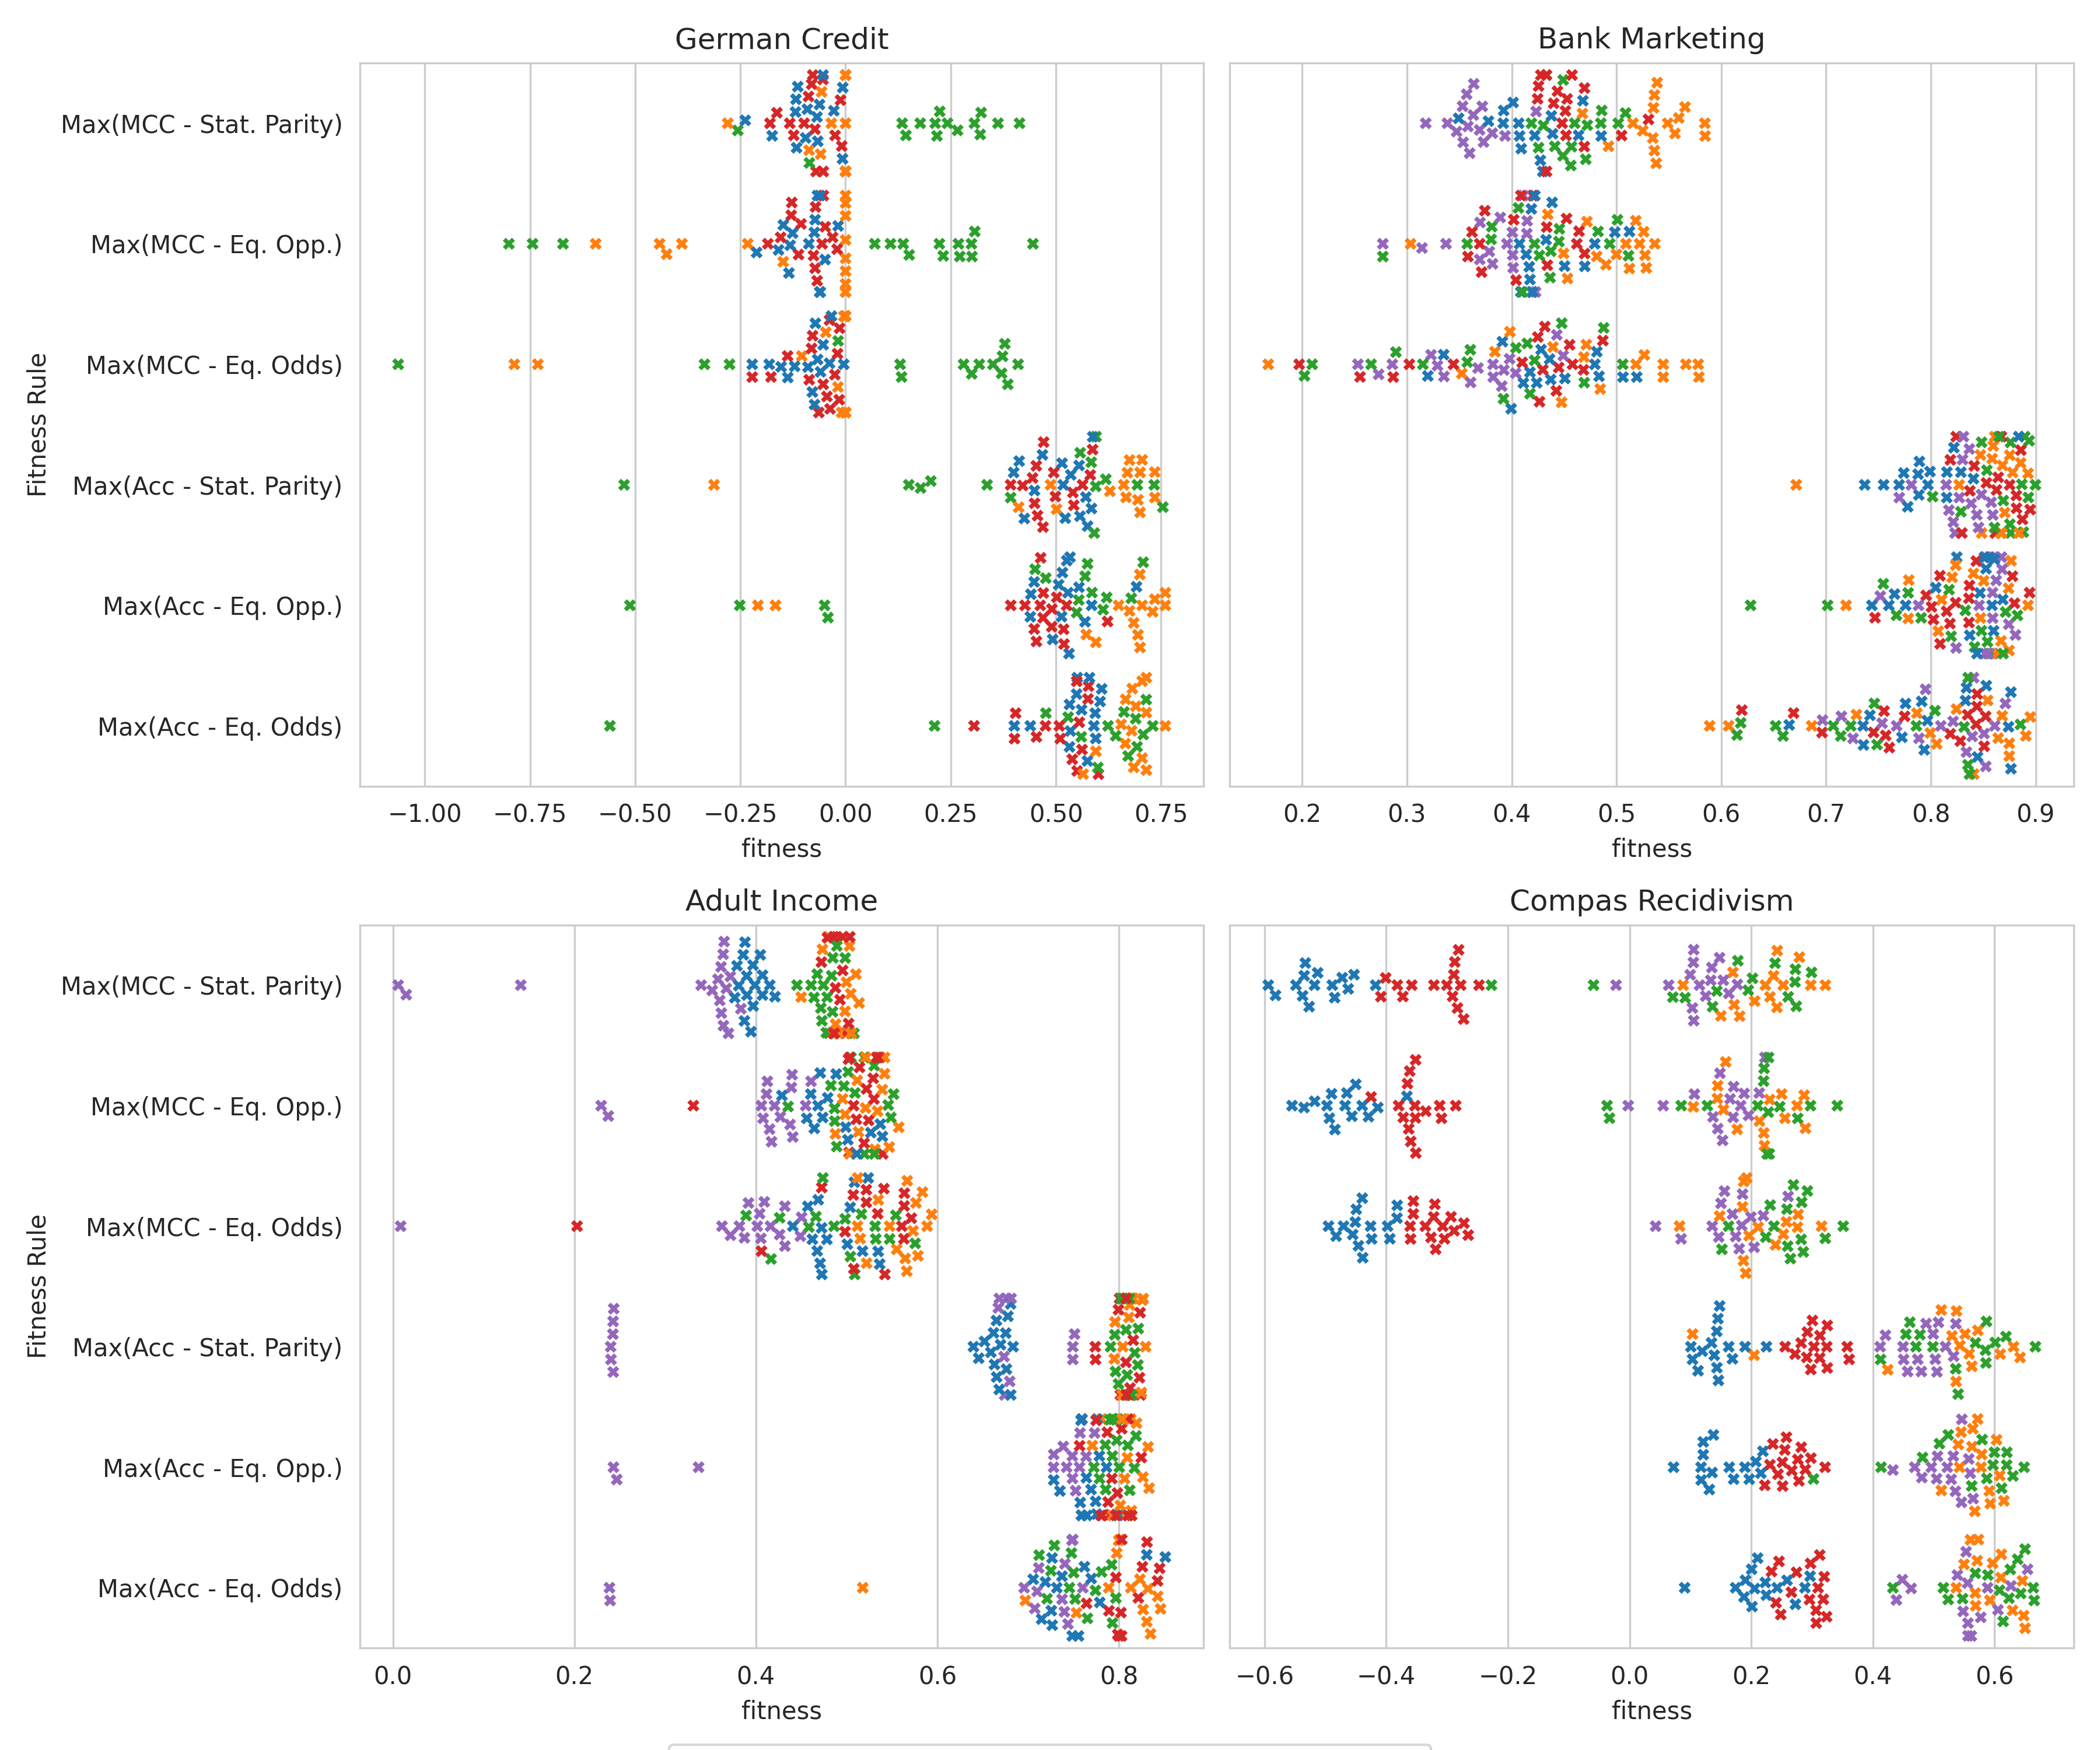 German Credit
Bank Marketing
Fitness Rule
Max(MCC - Stat. Parity)
Max(MCC - Eq. Opp.)
Max(MCC - Eq. Odds)
Max(Acc - Stat. Parity)
Max(Acc - Eq. Opp.)
Max(Acc - Eq. Odds)
−1.00 −0.75 −0.50 −0.25 0.00 0.25 0.50 0.75
0.2 0.3 0.4 0.5 0.6 0.7 0.8 0.9
fitness
fitness
Adult Income
Compas Recidivism
Fitness Rule
Max(MCC - Stat. Parity)
Max(MCC - Eq. Opp.)
Max(MCC - Eq. Odds)
Max(Acc - Stat. Parity)
Max(Acc - Eq. Opp.)
Max(Acc - Eq. Odds)
0.0 0.2 0.4 0.6 0.8
−0.6 −0.4 −0.2 0.0 0.2 0.4 0.6
fitness
fitness